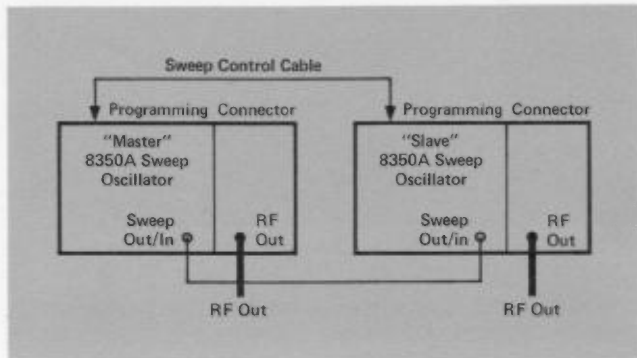 Sweep Control Cable
Programming Connector
Programming Connector
"Master"
8350A Sweep
Oscillator
"Slave"
8350A Sweep
Oscillator
Sweep
Out/In
RF
Out
Sweep
Out/in
RF
Out
RF Out
RF Out